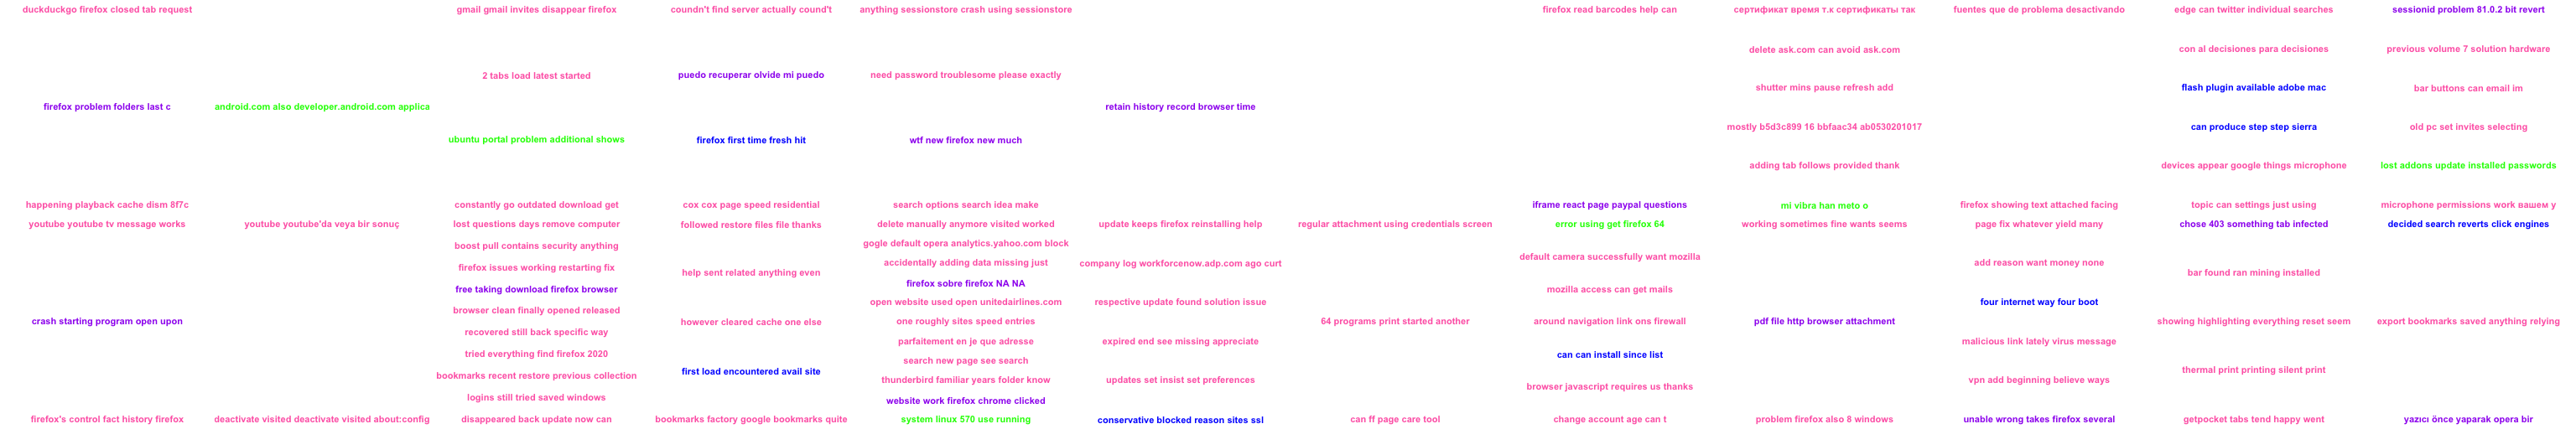 duckduckgo firefox closed tab request
gmail gmail invites disappear firefox
coundn't find server actually cound't
anything sessionstore crash using sessionstore
firefox read barcodes help can
сертификат время т.к сертификаты так
fuentes que de problema desactivando
edge can twitter individual searches
sessionid problem 81.0.2 bit revert
delete ask.com can avoid ask.com
con al decisiones para decisiones
previous volume 7 solution hardware
2 tabs load latest started
puedo recuperar olvide mi puedo
need password troublesome please exactly
shutter mins pause refresh add
flash plugin available adobe mac
bar buttons can email im
firefox problem folders last c
android.com also developer.android.com applica
retain history record browser time
mostly b5d3c899 16 bbfaac34 ab0530201017
can produce step step sierra
old pc set invites selecting
ubuntu portal problem additional shows
firefox first time fresh hit
wtf new firefox new much
adding tab follows provided thank
devices appear google things microphone
lost addons update installed passwords
happening playback cache dism 8f7c
constantly go outdated download get
cox cox page speed residential
search options search idea make
iframe react page paypal questions
mi vibra han meto o
firefox showing text attached facing
topic can settings just using
microphone permissions work вашем у
youtube youtube tv message works
youtube youtube'da veya bir sonuç
lost questions days remove computer
followed restore files file thanks
delete manually anymore visited worked
update keeps firefox reinstalling help
regular attachment using credentials screen
error using get firefox 64
working sometimes fine wants seems
page fix whatever yield many
chose 403 something tab infected
decided search reverts click engines
boost pull contains security anything
gogle default opera analytics.yahoo.com block
default camera successfully want mozilla
firefox issues working restarting fix
help sent related anything even
accidentally adding data missing just
company log workforcenow.adp.com ago curt
add reason want money none
bar found ran mining installed
free taking download firefox browser
firefox sobre firefox NA NA
mozilla access can get mails
browser clean finally opened released
open website used open unitedairlines.com
respective update found solution issue
four internet way four boot
crash starting program open upon
recovered still back specific way
however cleared cache one else
one roughly sites speed entries
64 programs print started another
around navigation link ons firewall
pdf file http browser attachment
showing highlighting everything reset seem
export bookmarks saved anything relying
tried everything find firefox 2020
parfaitement en je que adresse
expired end see missing appreciate
can can install since list
malicious link lately virus message
bookmarks recent restore previous collection
first load encountered avail site
search new page see search
thermal print printing silent print
thunderbird familiar years folder know
updates set insist set preferences
browser javascript requires us thanks
vpn add beginning believe ways
logins still tried saved windows
website work firefox chrome clicked
firefox's control fact history firefox
deactivate visited deactivate visited about:config
disappeared back update now can
bookmarks factory google bookmarks quite
system linux 570 use running
conservative blocked reason sites ssl
can ff page care tool
change account age can t
problem firefox also 8 windows
unable wrong takes firefox several
getpocket tabs tend happy went
yazıcı önce yaparak opera bir